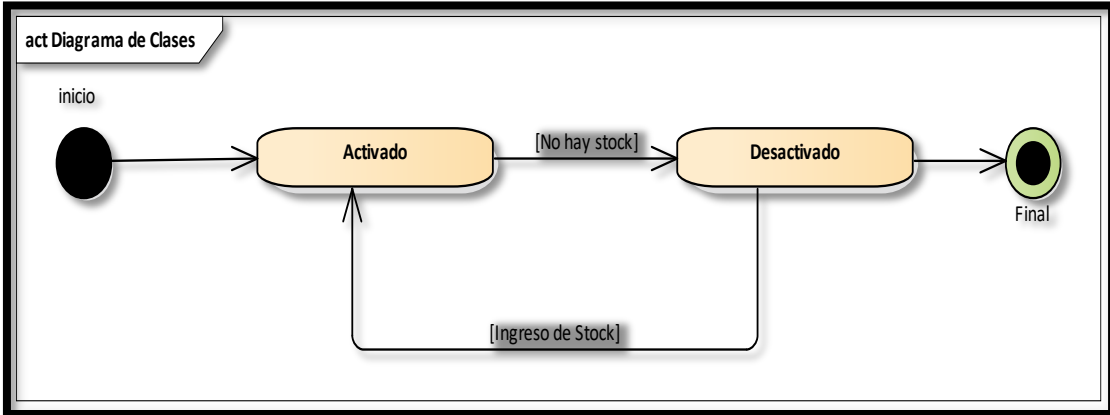 act Diagrama de Clases
inicio
Activado
[No hay stock]
Desactivado
Final
[Ingreso de Stock]